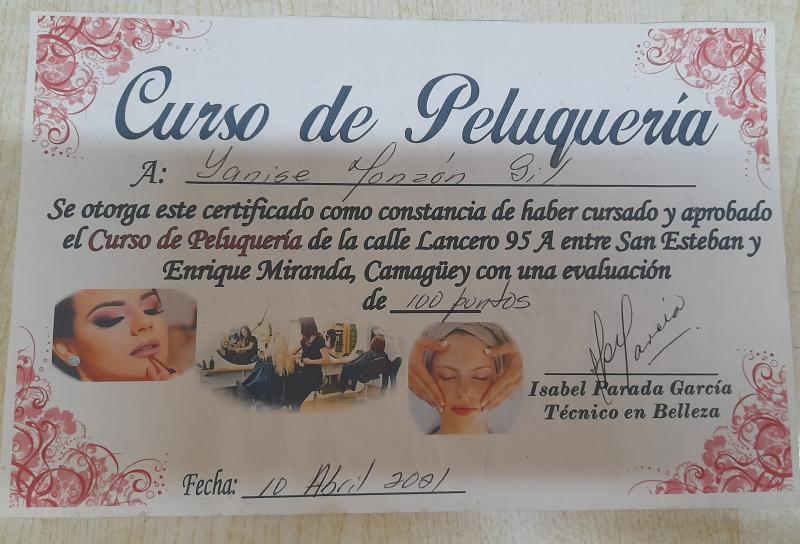 Curso de Peluquería
A: Yanise Monzón Gil
Se otorga este certificado como constancia de haber cursado y aprobado
el Curso de Peluquería de la calle Lancero 95 A entre San Esteban y
Enrique Miranda, Camagüey con una evaluación
de 100 puntos
García
Isabel Parada García
Técnico en Belleza
Fecha: 10 Abril 2001